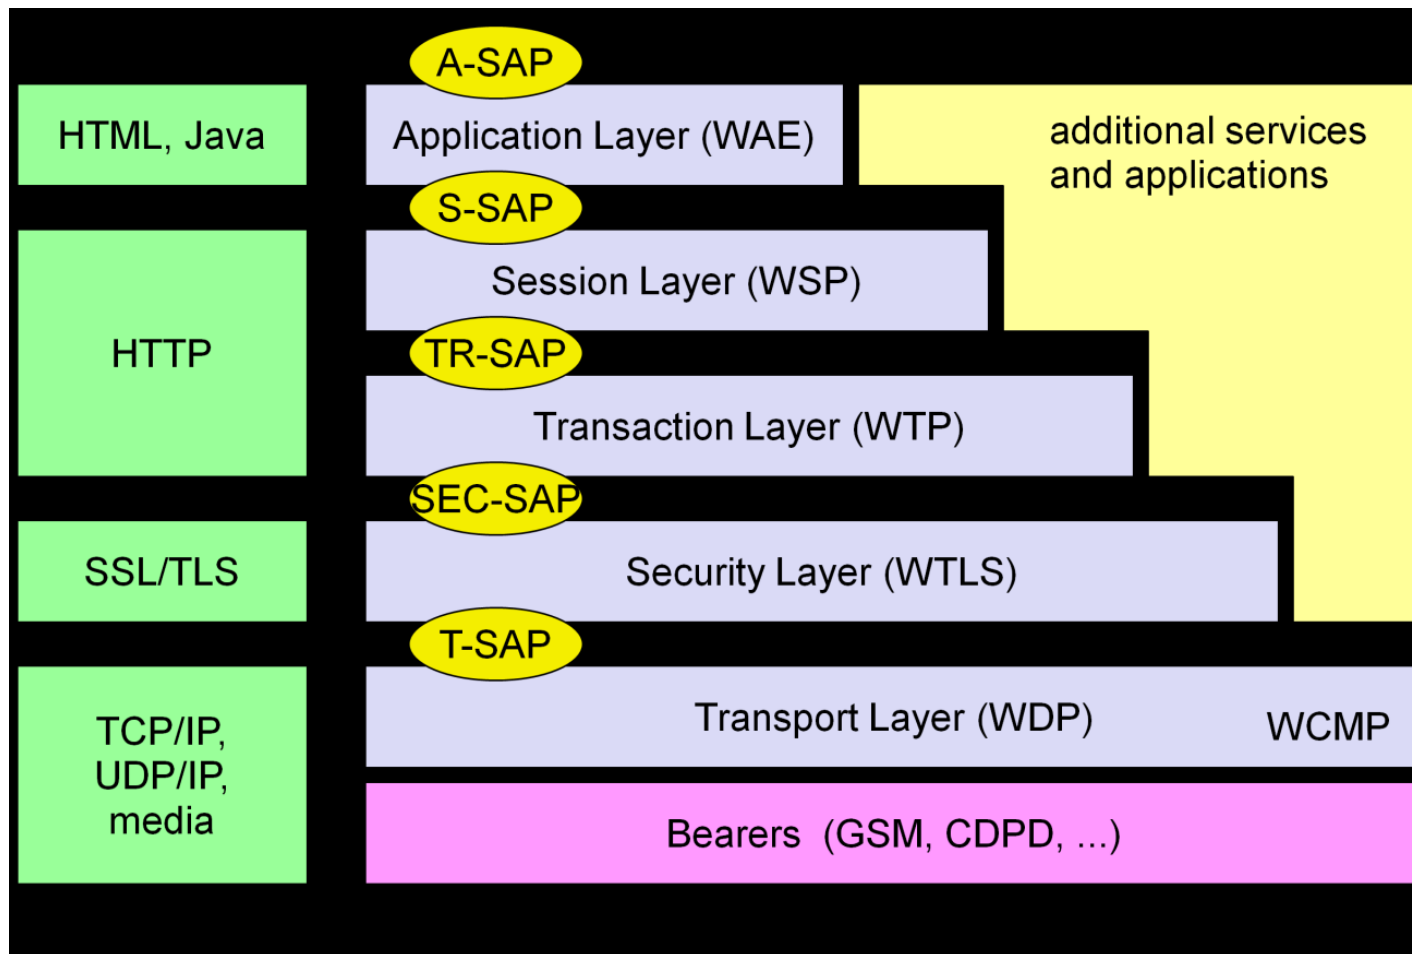 A-SAP
HTML, Java
Application Layer (WAE)
additional services
and applications
S-SAP
HTTP
Session Layer (WSP)
TR-SAP
Transaction Layer (WTP)
SEC-SAP
SSL/TLS
Security Layer (WTLS)
T-SAP
TCP/IP,
UDP/IP,
media
Transport Layer (WDP)
WCMP
Bearers (GSM, CDPD, ...)